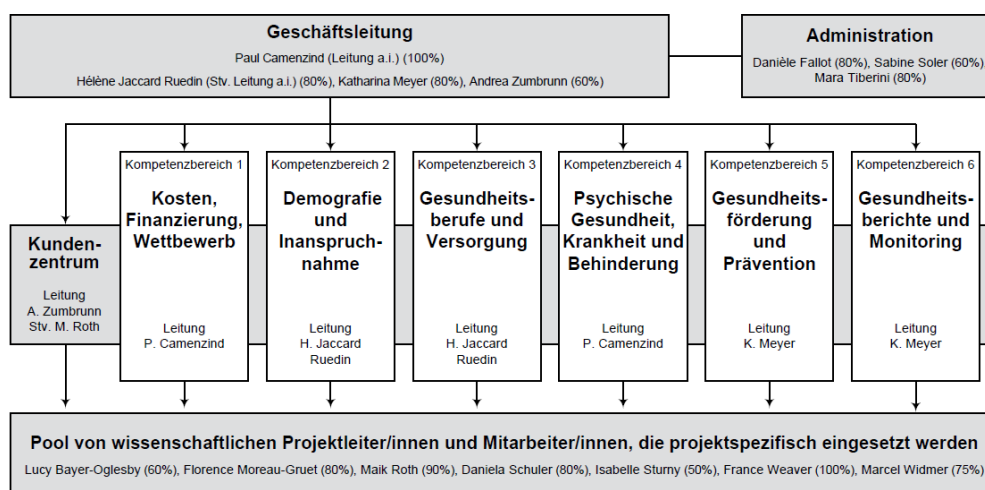 Geschäftsleitung
Paul Camenzind (Leitung a.i.) (100%)
Hélène Jaccard Ruedin (Stv. Leitung a.i.) (80%), Katharina Meyer (80%), Andrea Zumbrunn (60%)
Administration
Danièle Fallot (80%), Sabine Soler (60%),
Mara Tiberini (80%)
Kunden-
zentrum
Leitung
A. Zumbrunn
Stv. M. Roth
Kompetenzbereich 1
Kosten,
Finanzierung,
Wettbewerb
Leitung
P. Camenzind
Kompetenzbereich 2
Demografie
und
Inanspruch-
nahme
Leitung
H. Jaccard
Ruedin
Kompetenzbereich 3
Gesundheits-
berufe und
Versorgung
Leitung
H. Jaccard
Ruedin
Kompetenzbereich 4
Psychische
Gesundheit,
Krankheit und
Behinderung
Leitung
P. Camenzind
Kompetenzbereich 5
Gesundheits-
förderung
und
Prävention
Leitung
K. Meyer
Kompetenzbereich 6
Gesundheits-
berichte und
Monitoring
Leitung
K. Meyer
Pool von wissenschaftlichen Projektleiter/innen und Mitarbeiter/innen, die projektspezifisch eingesetzt werden
Lucy Bayer-Oglesby (60%), Florence Moreau-Gruet (80%), Maik Roth (90%), Daniela Schuler (80%), Isabelle Sturny (50%), France Weaver (100%), Marcel Widmer (75%)